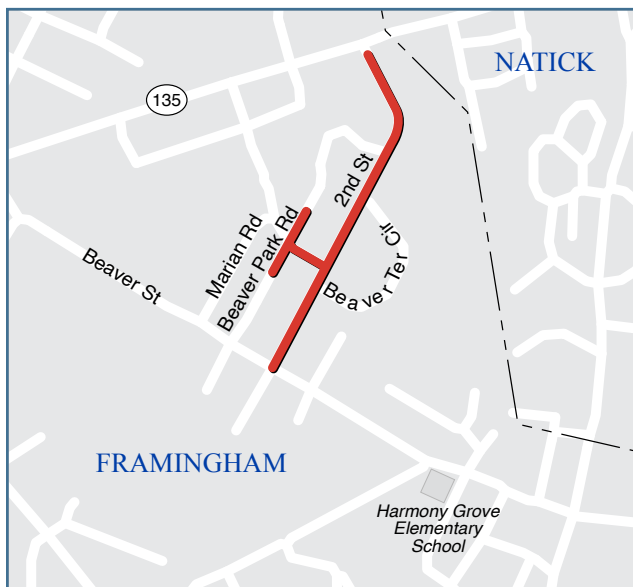 NATICK
135
2nd St
Marian Rd
Beaver Park Rd
Beaver Ter Cir
Beaver St
FRAMINGHAM
Harmony Grove
Elementary
School